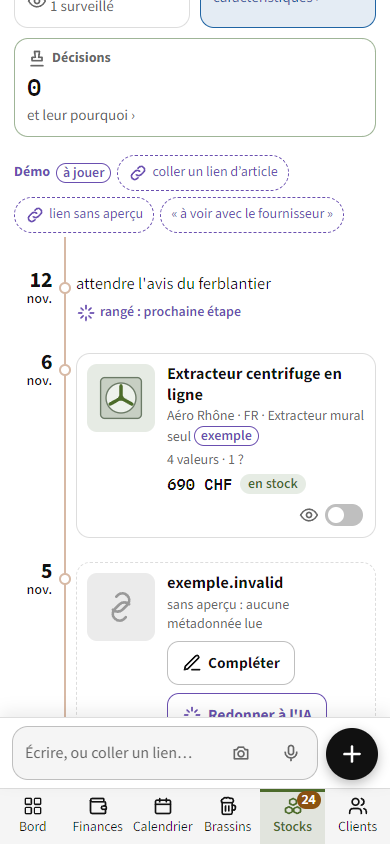 1 surveillé
Décisions
0
et leur pourquoi ›
Démo à jouer coller un lien d'article
lien sans aperçu « à voir avec le fournisseur »
12
nov.
attendre l'avis du ferblantier
rangé : prochaine étape
6
nov.
Extracteur centrifuge en
ligne
Aéro Rhône · FR · Extracteur mural
seul exemple
4 valeurs · 1 ?
690 CHF en stock
5
nov.
exemple.invalid
sans aperçu : aucune
métadonnée lue
Compléter
Redonner à l'IA
Écrire, ou coller un lien…
24
Bord Finances Calendrier Brassins Stocks Clients